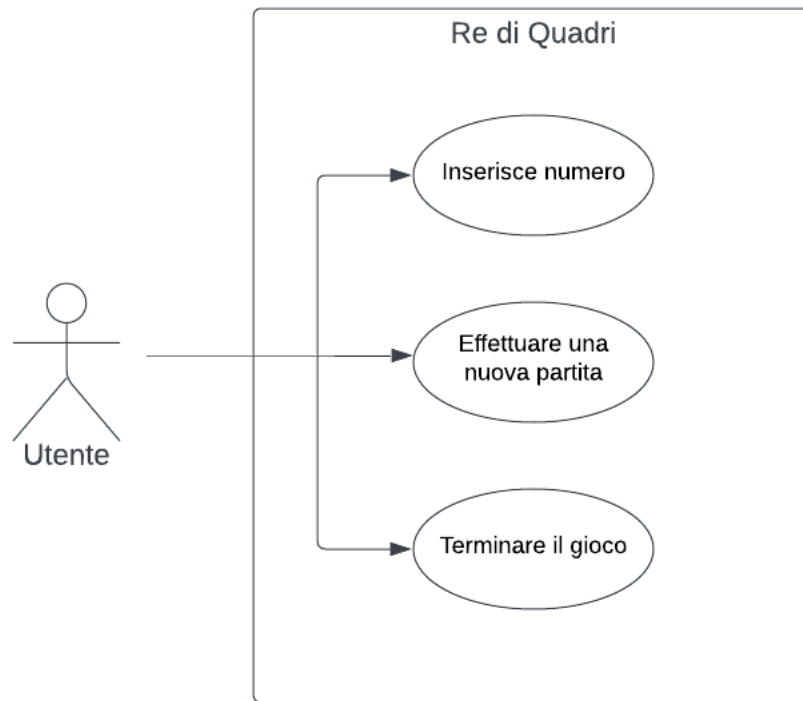 Re di Quadri
Inserisce numero
Effettuare una
nuova partita
Utente
Terminare il gioco